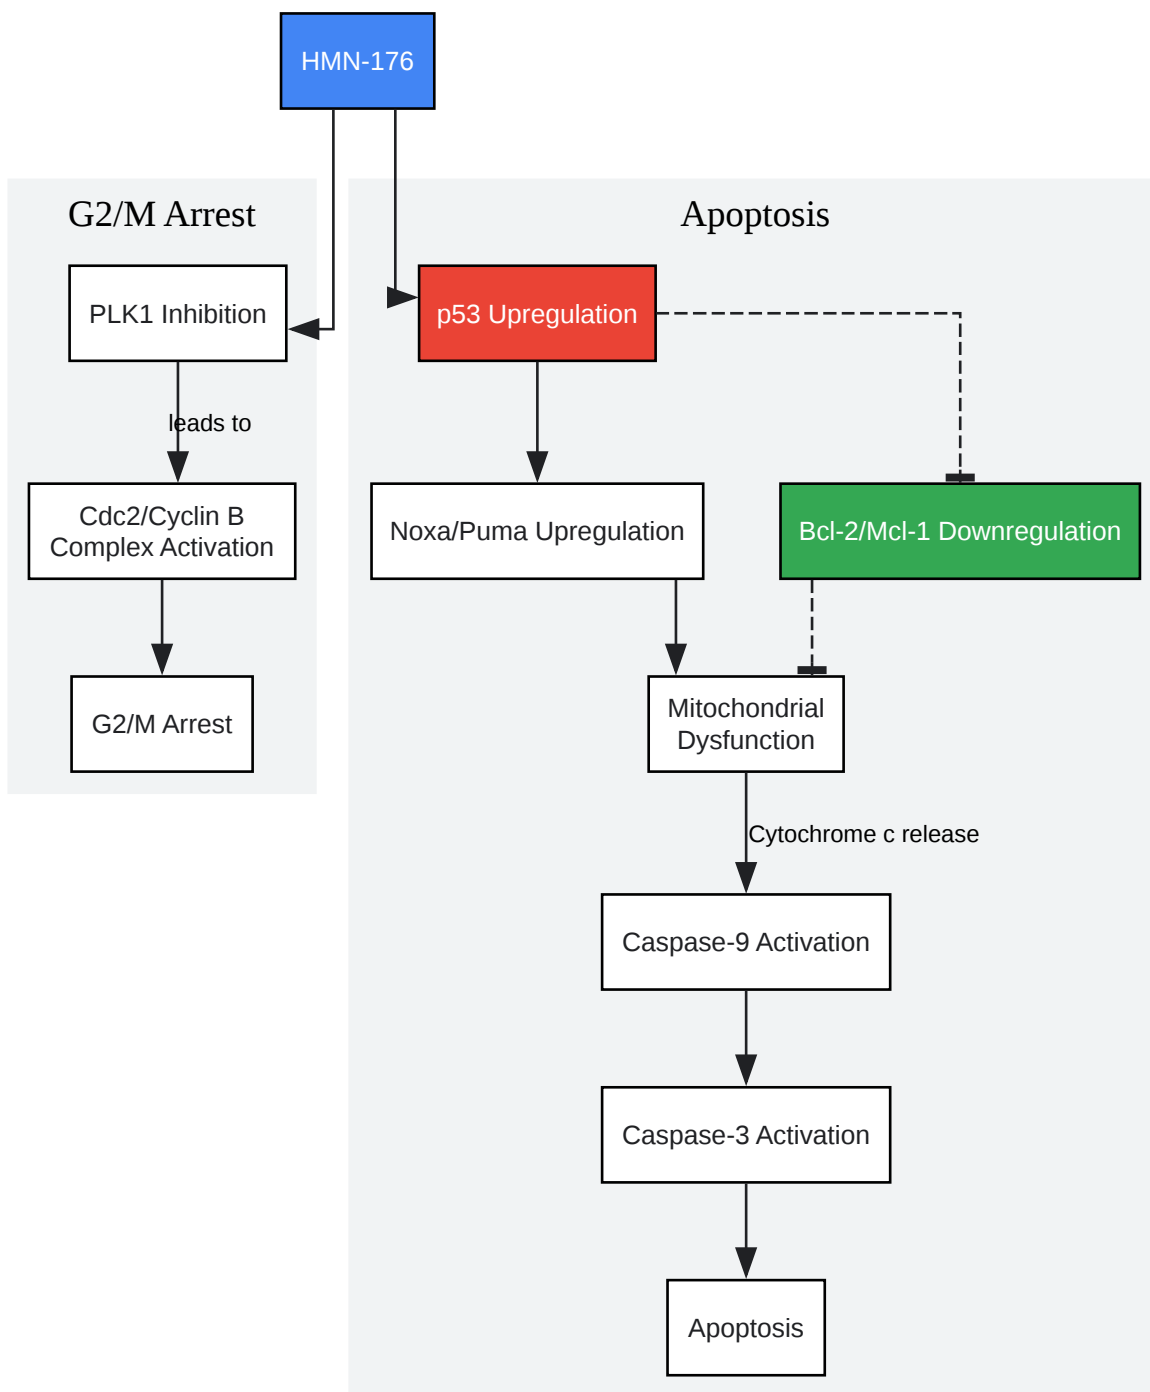 HMN-176
G2/M Arrest
PLK1 Inhibition
leads to
Cdc2/Cyclin B
Complex Activation
G2/M Arrest
Apoptosis
p53 Upregulation
Noxa/Puma Upregulation
Bcl-2/Mcl-1 Downregulation
Mitochondrial
Dysfunction
Cytochrome c release
Caspase-9 Activation
Caspase-3 Activation
Apoptosis